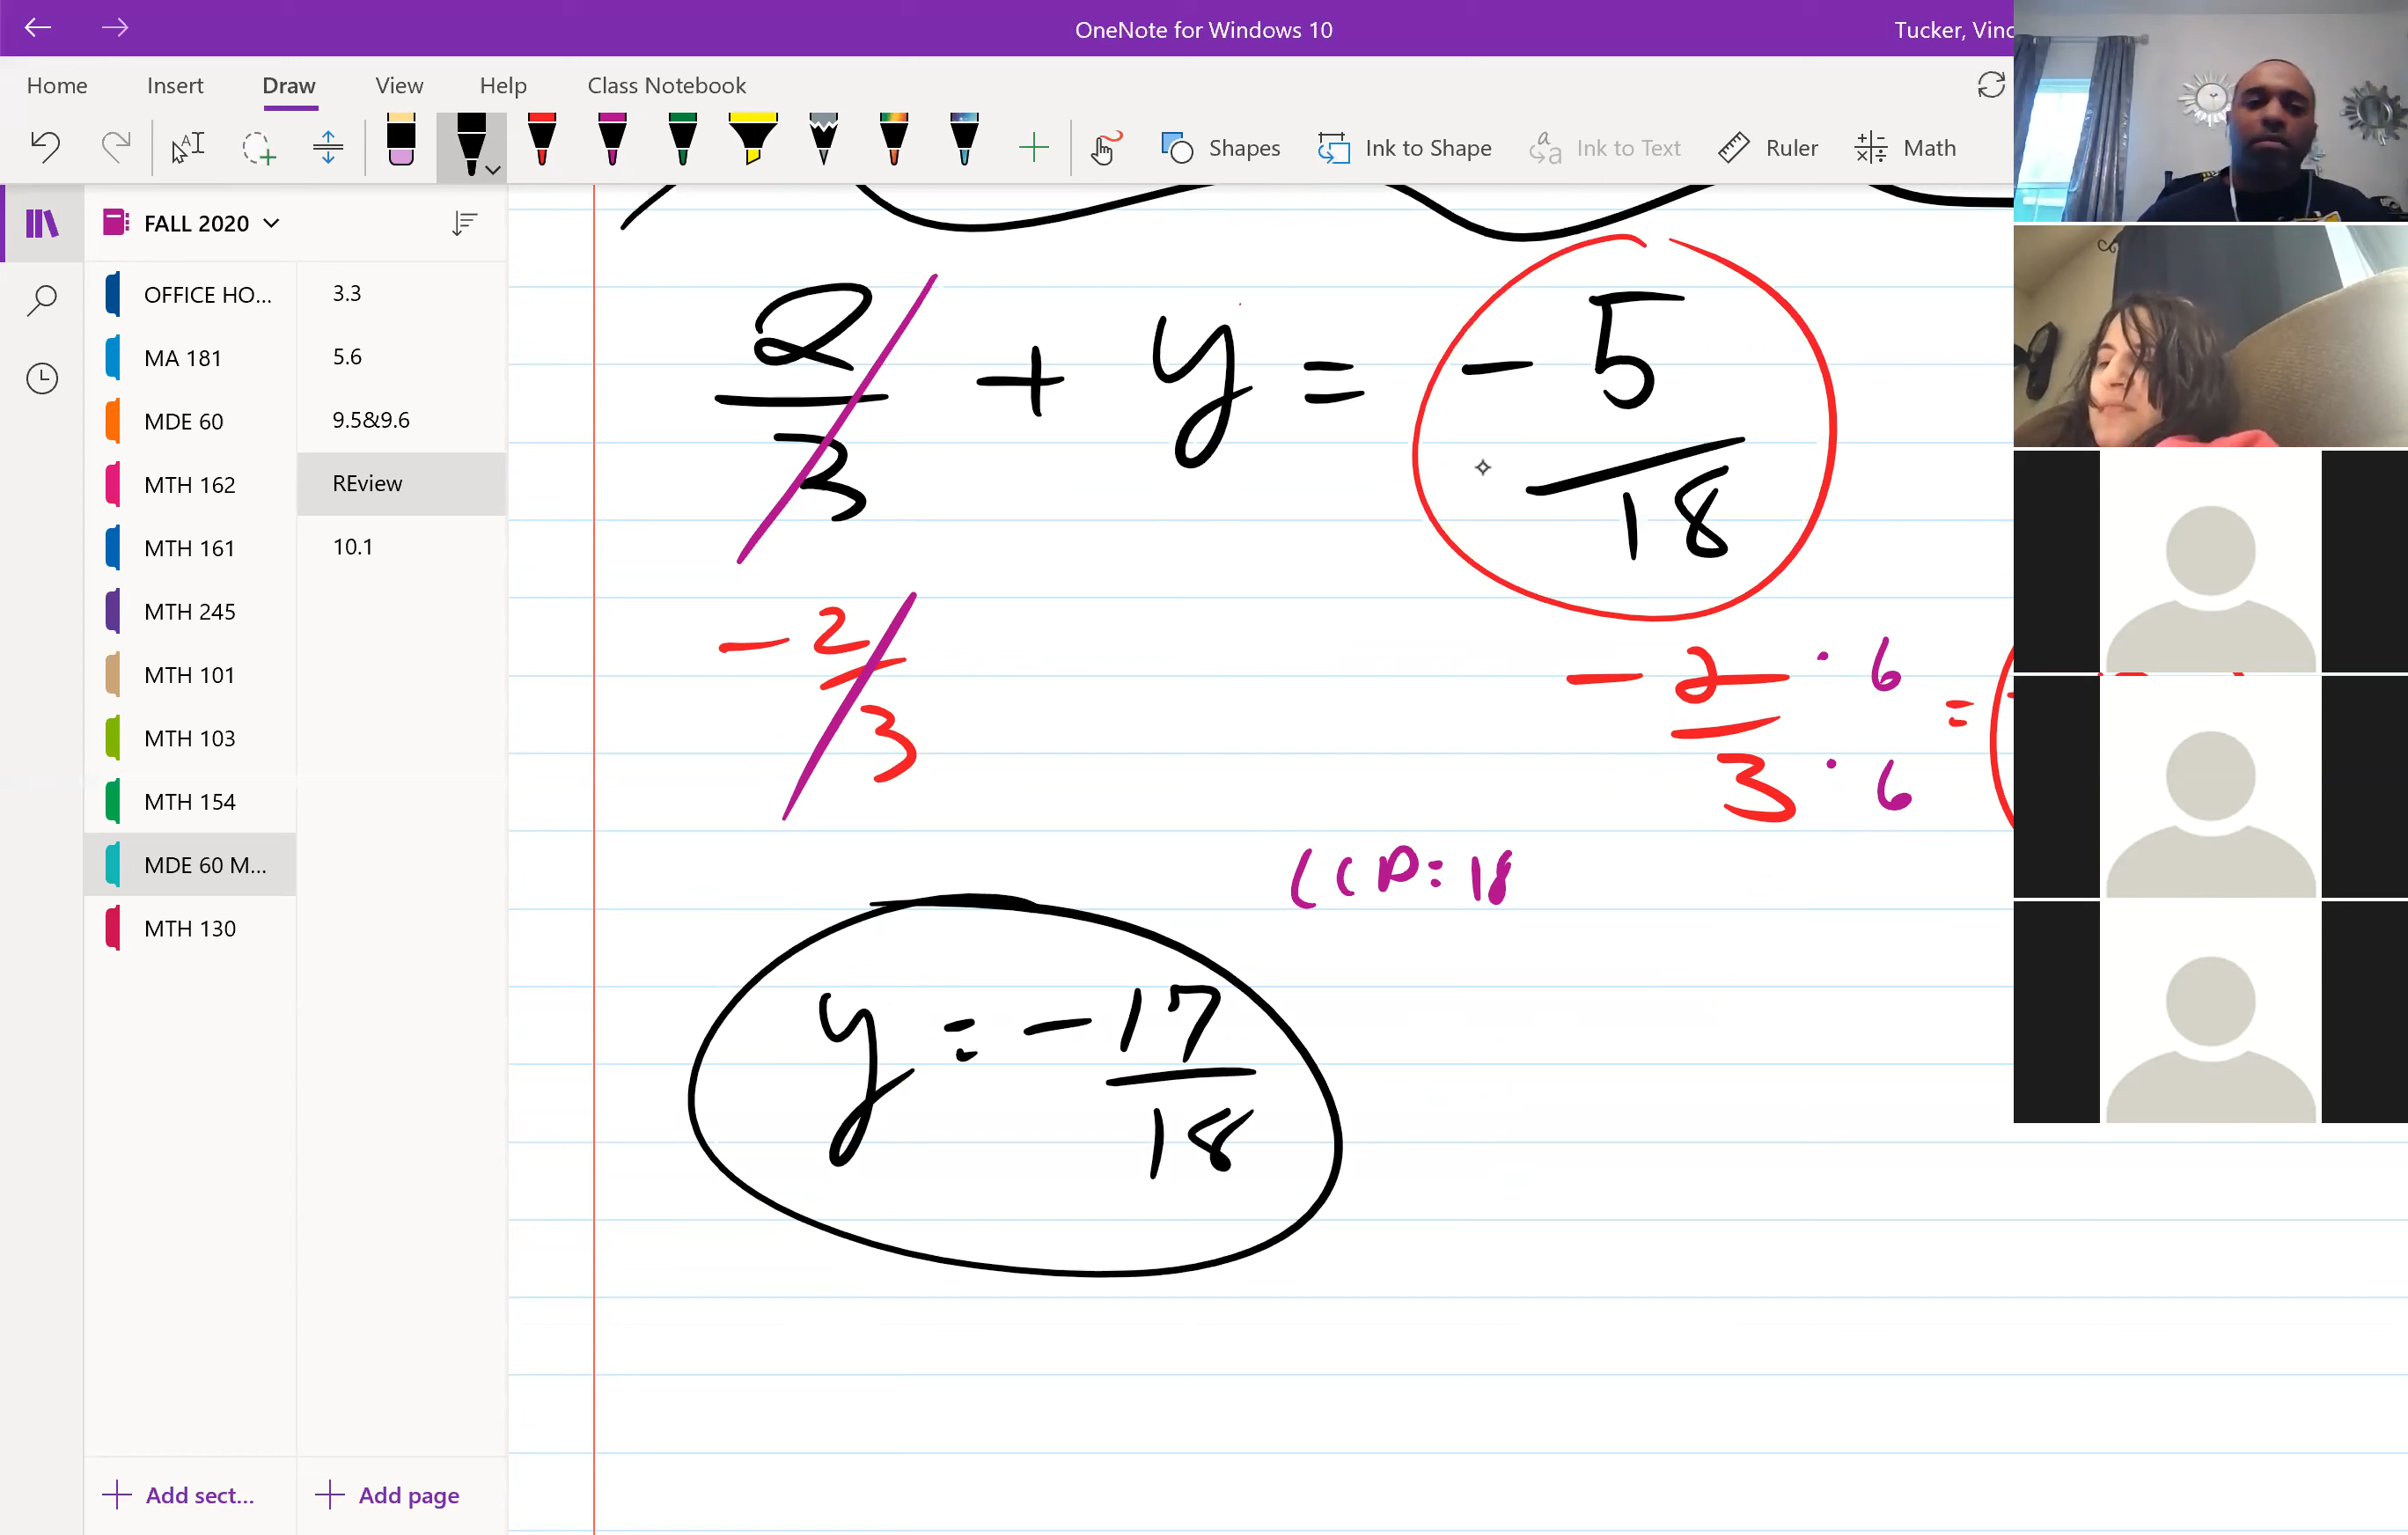 OneNote for Windows 10
Tucker, Vinc
Home Insert Draw View Help Class Notebook
Shapes Ink to Shape Ink to Text Ruler Math
FALL 2020
OFFICE HO...
MA 181
MDE 60
MTH 162
MTH 161
MTH 245
MTH 101
MTH 103
MTH 154
MDE 60 M...
MTH 130
Add sect...
3.3
5.6
9.5&9.6
REview
10.1
Add page
2/3 + y = - 5/18
- 2/3
- 2/3 · 6 / · 6 =
LCD: 18
y = - 17/18